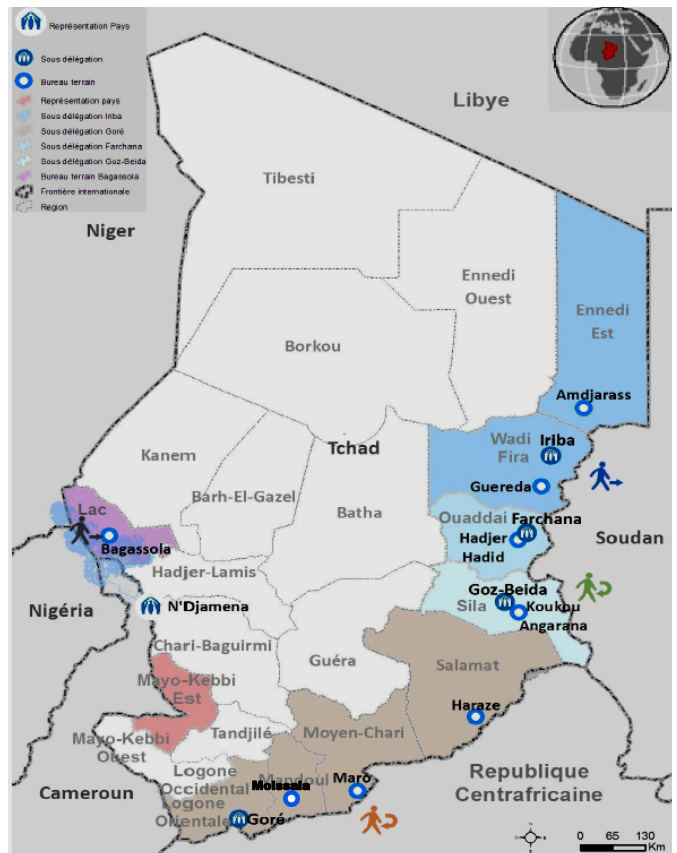 Représentation Pays
Sous délégation
Bureau terrain
Représentation pays
Sous délégation Iriba
Sous délégation Goré
Sous délégation Farchana
Sous délégation Goz-Beida
Bureau terrain Bagassola
Frontière internationale
Region
Libye
Tibesti
Niger
Ennedi
Ouest
Ennedi
Est
Borkou
Amdjarass
Tchad
Wadi
Fira
Iriba
Kanem
Barh-El-Gazel
Guereda
Batha
Lac
Ouaddai
Farchana
Hadjer
Hadid
Soudan
Bagassola
Hadjer-Lamis
Goz-Beida
Nigéria
N'Djamena
Sila
Koukou
Angarana
Chari-Baguirmi
Guéra
Salamat
Mayo-Kebbi
Est
Haraze
Tandjilé
Moyen-Chari
Mayo-Kebbi
Ouest
Logone
Occidental
Mandoul
Moissala
Maro
Republique
Centrafricaine
Cameroun
Logone
Orientale
Goré
0 65 130
Km